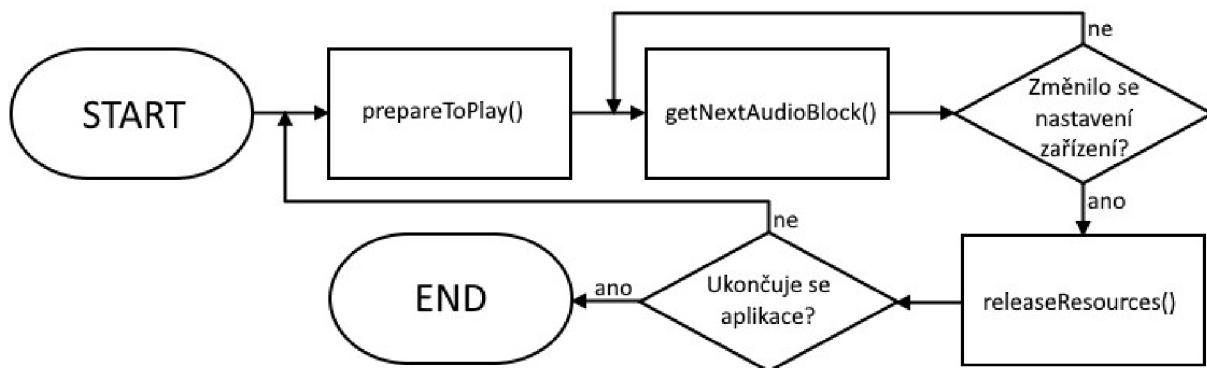 ne
START
prepareToPlay()
getNextAudioBlock()
Změnilo se
nastavení
zařízení?
ano
ne
END
ano
Ukončuje se
aplikace?
releaseResources()